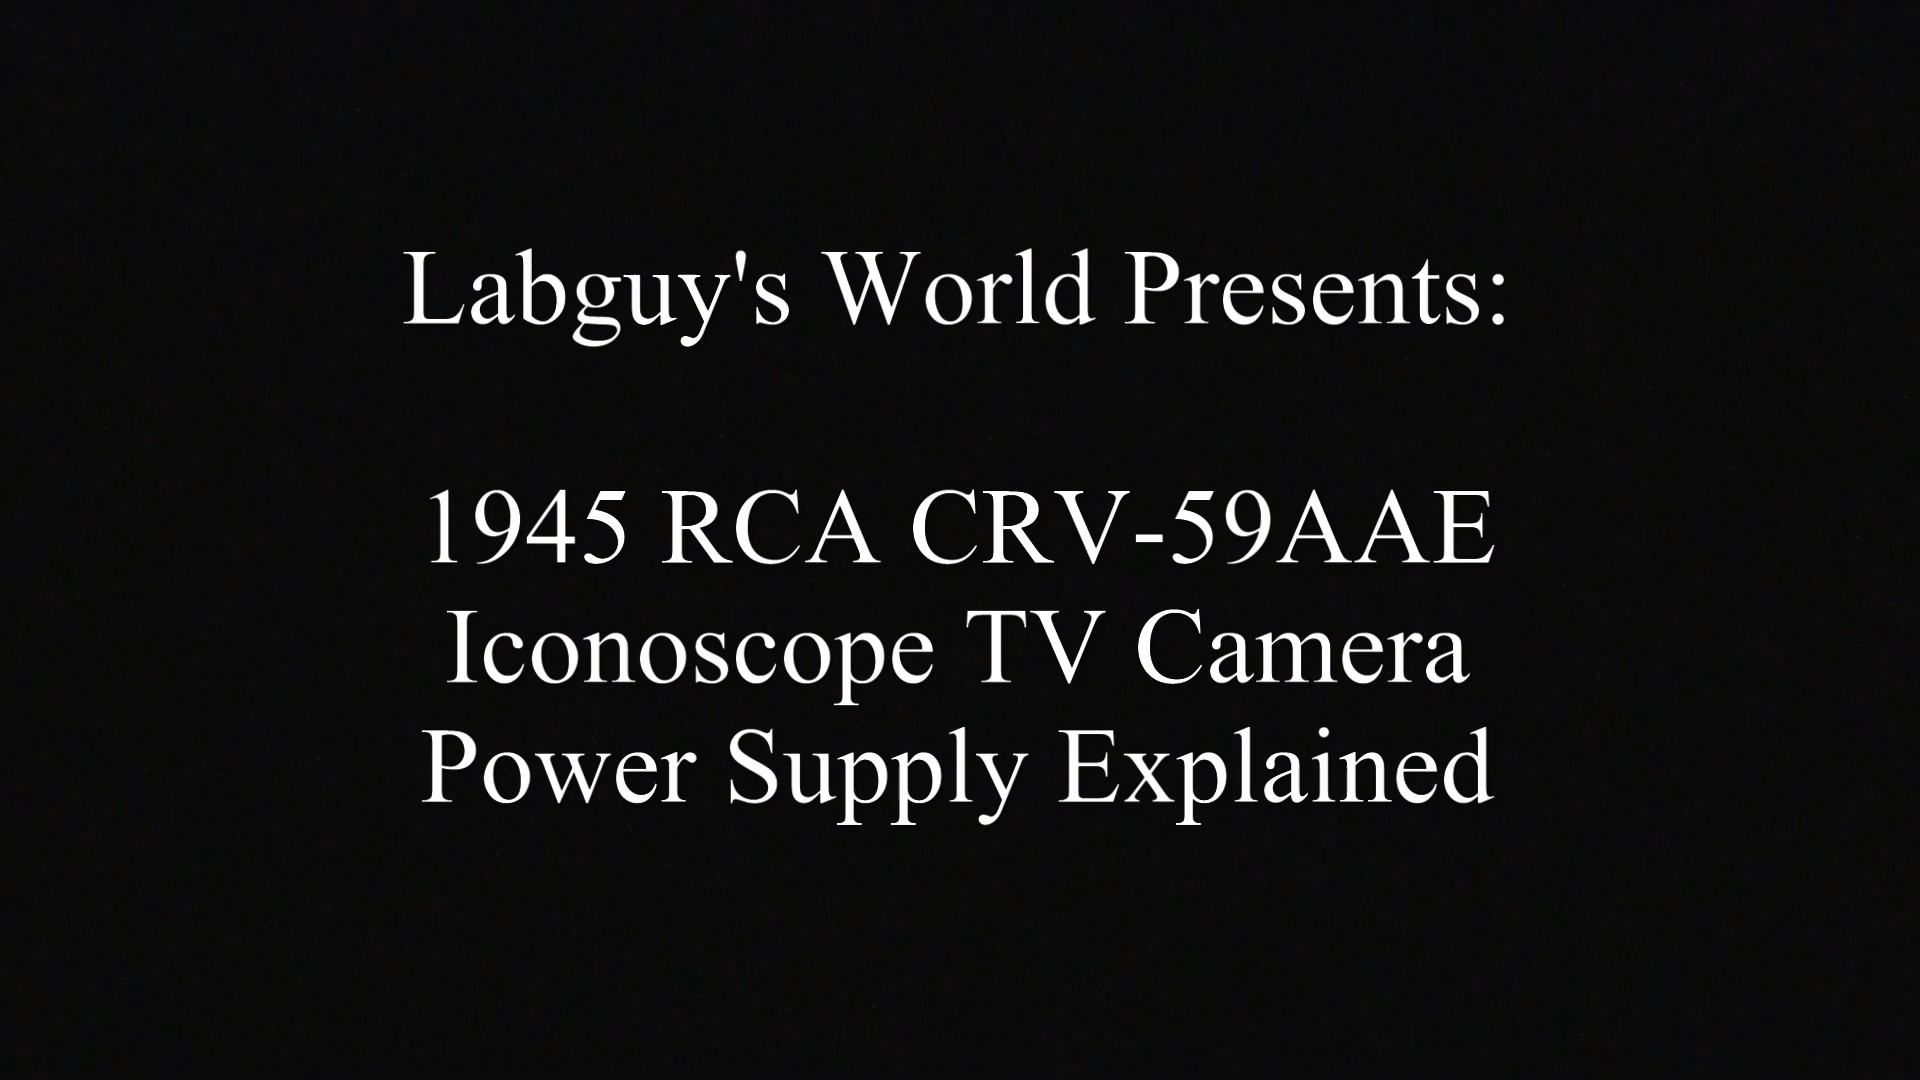 Labguy's World Presents:
1945 RCA CRV-59AAE
Iconoscope TV Camera
Power Supply Explained